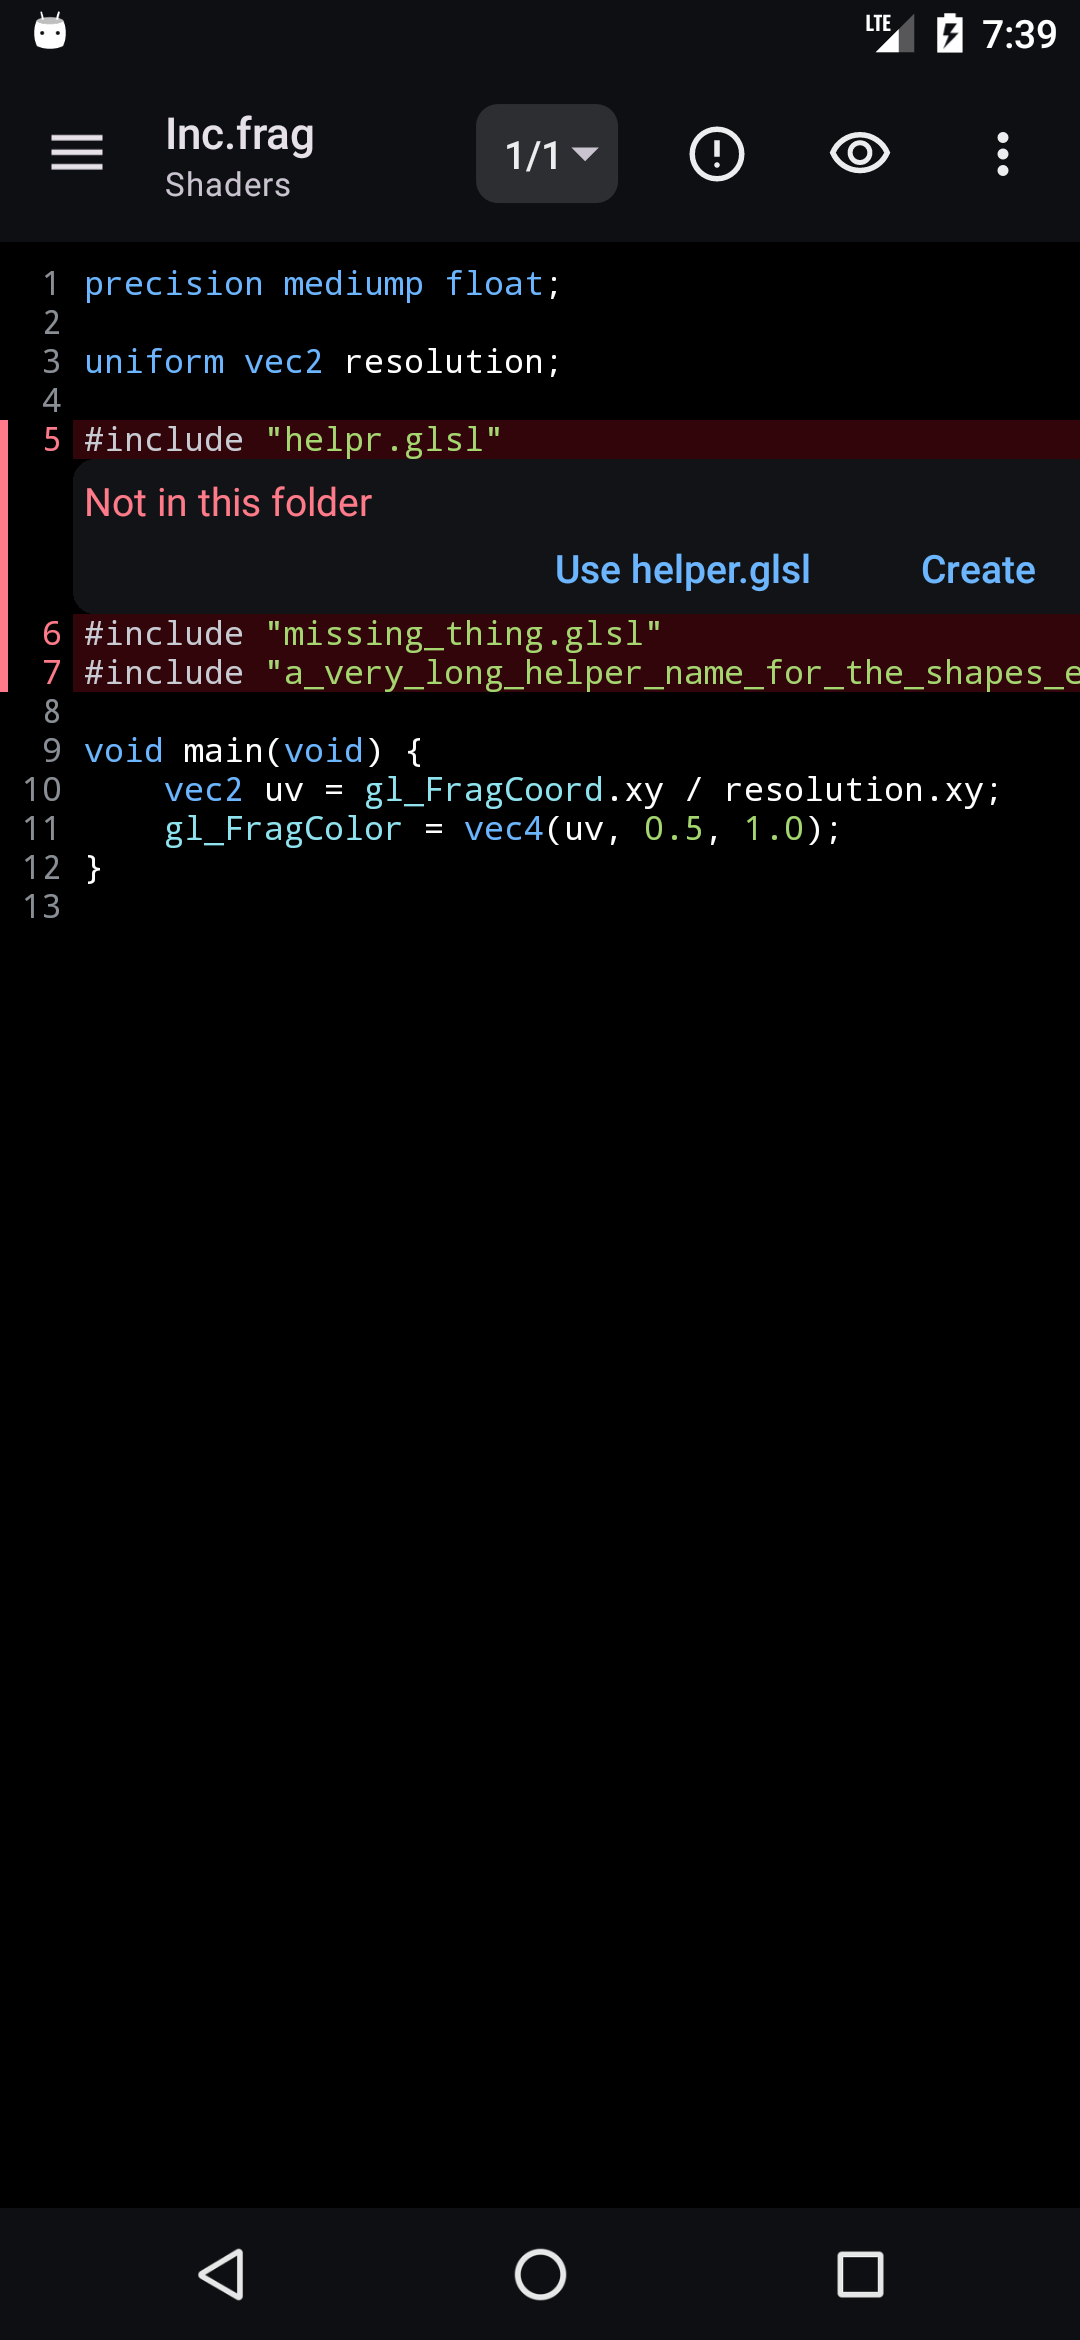 LTE 7:39
Inc.frag
Shaders
1/1
1 precision mediump float;
2
3 uniform vec2 resolution;
4
5 #include "helpr.glsl"
Not in this folder
Use helper.glsl Create
6 #include "missing_thing.glsl"
7 #include "a_very_long_helper_name_for_the_shapes_e
8
9 void main(void) {
10     vec2 uv = gl_FragCoord.xy / resolution.xy;
11     gl_FragColor = vec4(uv, 0.5, 1.0);
12 }
13